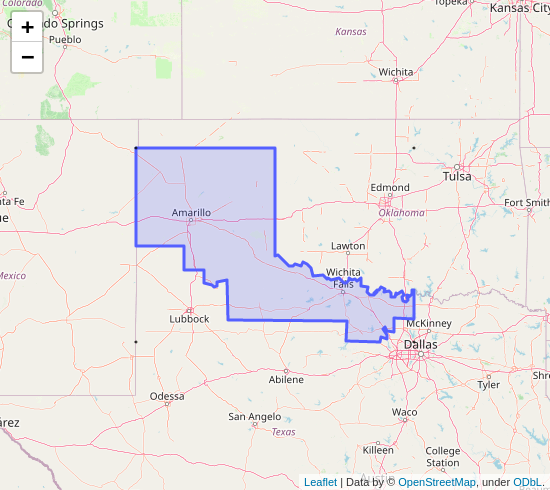 Colorado
+
Colorado Springs
Pueblo
−
Topeka
Kansas City
Kansas
Wichita
Tulsa
Edmond
Oklahoma
Fort Smith
Santa Fe
Amarillo
Lawton
Mexico
Wichita
Falls
Lubbock
McKinney
Dallas
Abilene
Tyler
Odessa
Waco
San Angelo
Texas
Killeen
College
Station
Leaflet | Data by © OpenStreetMap, under ODbL.